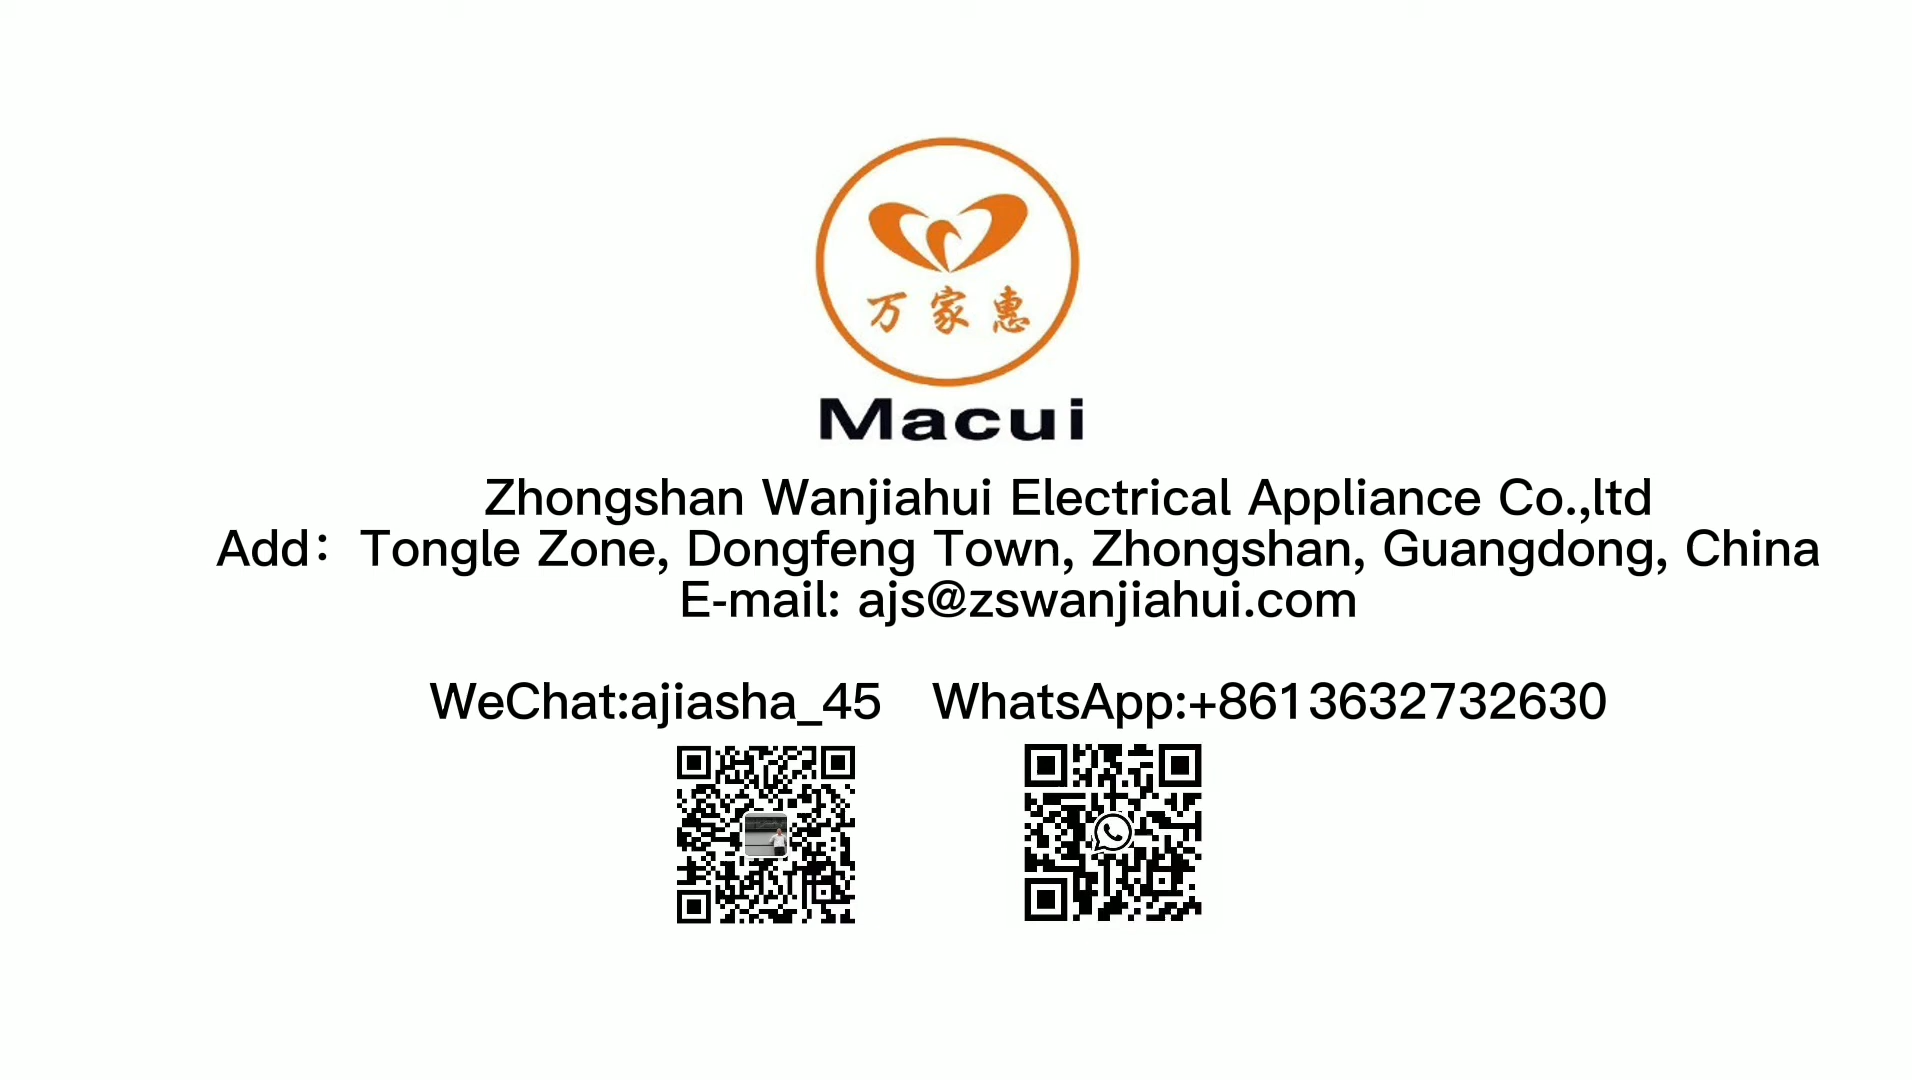 万家惠
Macui
Zhongshan Wanjiahui Electrical Appliance Co.,ltd
Add：Tongle Zone, Dongfeng Town, Zhongshan, Guangdong, China
E-mail: ajs@zswanjiahui.com
WeChat:ajiasha_45 WhatsApp:+8613632732630